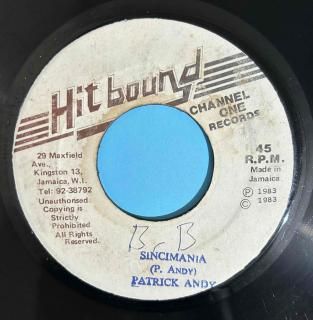 Hit bound
CHANNEL
ONE
RECORDS
29 Maxfield
Ave.,
Kingston 13,
Jamaica, W.I.
Tel: 92-38792
Unauthorised
Copying is
Strictly
Prohibited
All Rights
Reserved.
45
R.P.M.
Made in
Jamaica
℗ 1983
© 1983
B, B
SINCIMANIA
(P. ANDY)
PATRICK ANDY